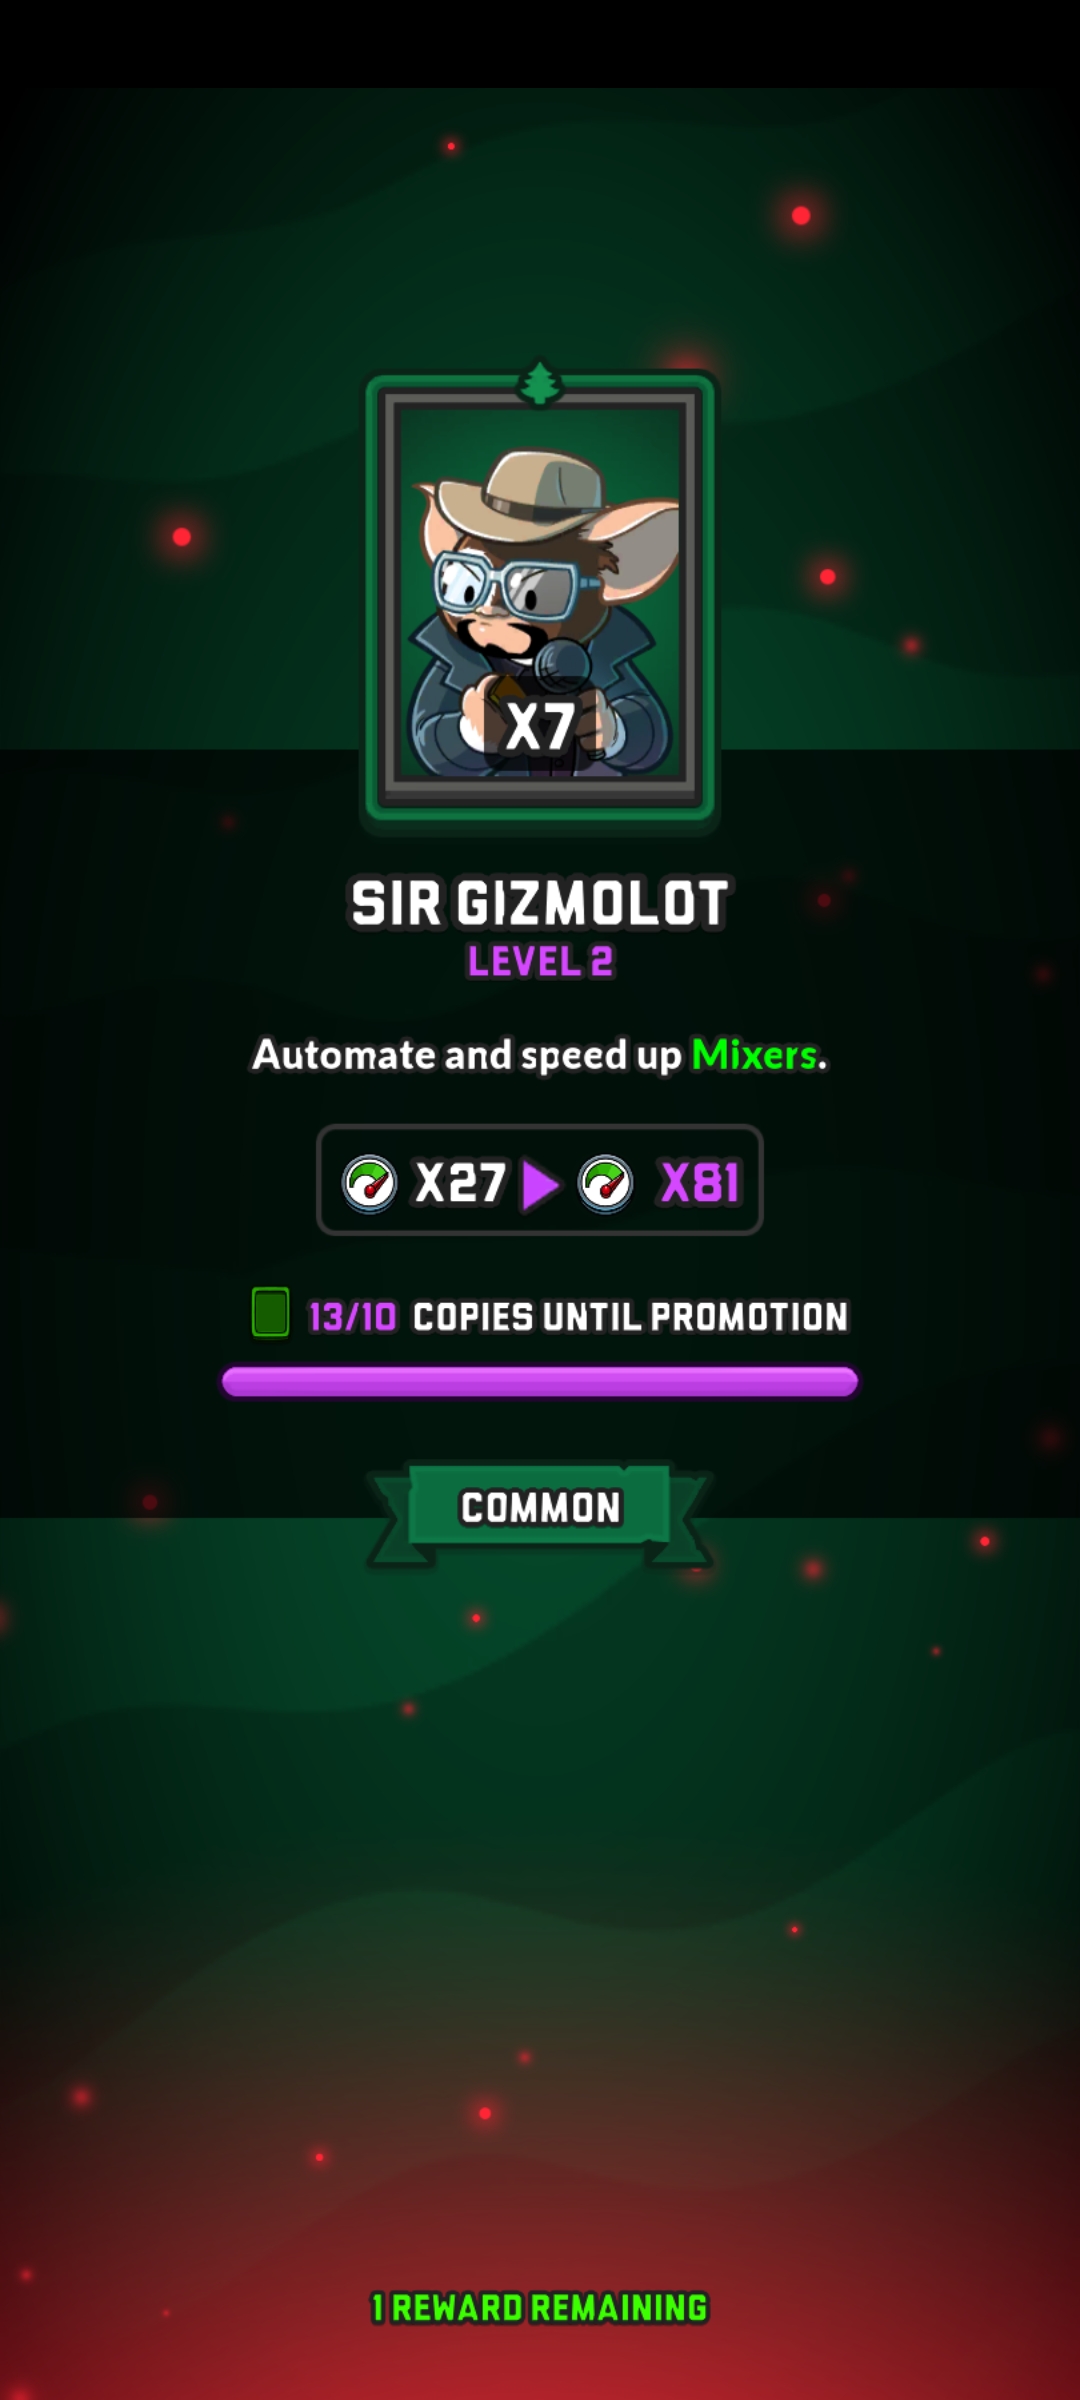 X7
SIR GIZMOLOT
LEVEL 2
Automate and speed up Mixers.
X27 X81
13/10 COPIES UNTIL PROMOTION
COMMON
1 REWARD REMAINING